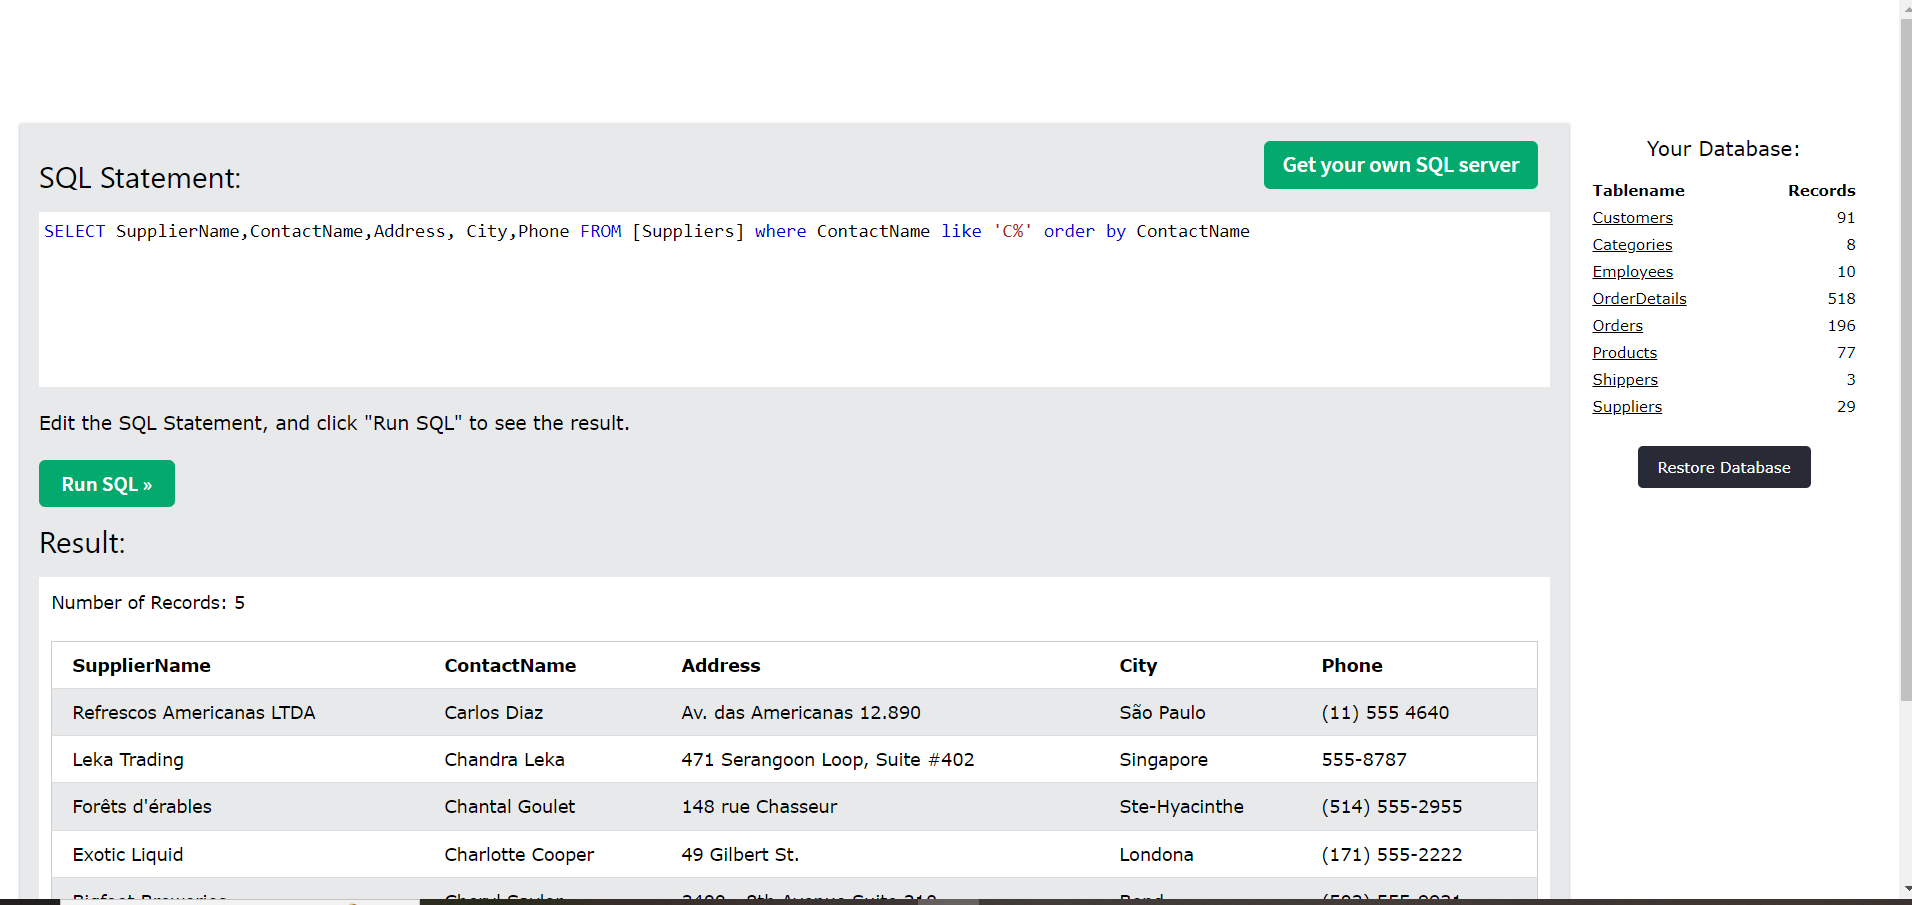 SQL Statement:
Get your own SQL server
SELECT SupplierName,ContactName,Address, City,Phone FROM [Suppliers] where ContactName like 'C%' order by ContactName
Edit the SQL Statement, and click "Run SQL" to see the result.
Run SQL »
Result:
Number of Records: 5
SupplierName ContactName Address City Phone
Refrescos Americanas LTDA Carlos Diaz Av. das Americanas 12.890 São Paulo (11) 555 4640
Leka Trading Chandra Leka 471 Serangoon Loop, Suite #402 Singapore 555-8787
Forêts d'érables Chantal Goulet 148 rue Chasseur Ste-Hyacinthe (514) 555-2955
Exotic Liquid Charlotte Cooper 49 Gilbert St. Londona (171) 555-2222
Your Database:
Tablename Records
Customers 91
Categories 8
Employees 10
OrderDetails 518
Orders 196
Products 77
Shippers 3
Suppliers 29
Restore Database